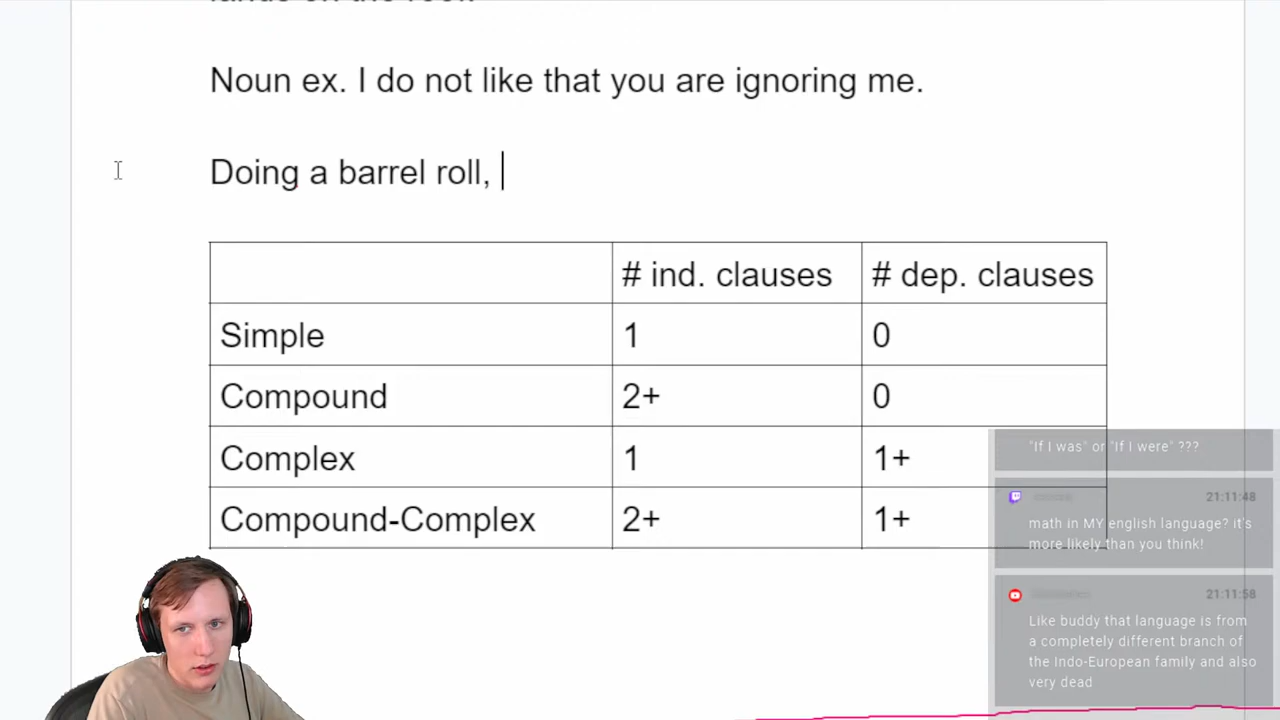 Noun ex. I do not like that you are ignoring me.
Doing a barrel roll,
# ind. clauses # dep. clauses
Simple 1 0
Compound 2+ 0
Complex 1 1+
Compound-Complex 2+ 1+
"If I was" or "If I were" ???
21:11:48
math in MY english language? it's
more likely than you think!
21:11:58
Like buddy that language is from
a completely different branch of
the Indo-European family and also
very dead